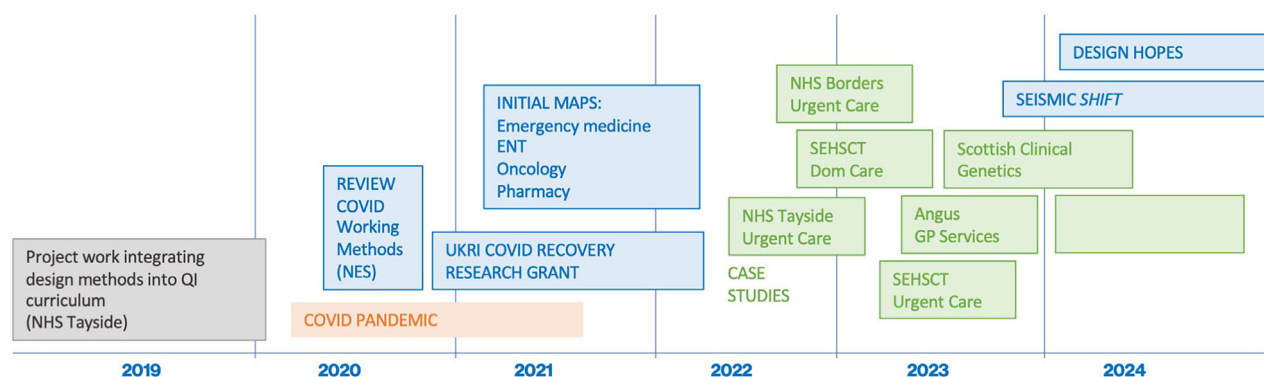 DESIGN HOPES
SEISMIC SHIFT
NHS Borders
Urgent Care
INITIAL MAPS:
Emergency medicine
ENT
Oncology
Pharmacy
SEHSCT
Dom Care
Scottish Clinical
Genetics
REVIEW
COVID
Working
Methods
(NES)
NHS Tayside
Urgent Care
Angus
GP Services
UKRI COVID RECOVERY
RESEARCH GRANT
Project work integrating
design methods into QI
curriculum
(NHS Tayside)
CASE
STUDIES
SEHSCT
Urgent Care
COVID PANDEMIC
2019
2020
2021
2022
2023
2024